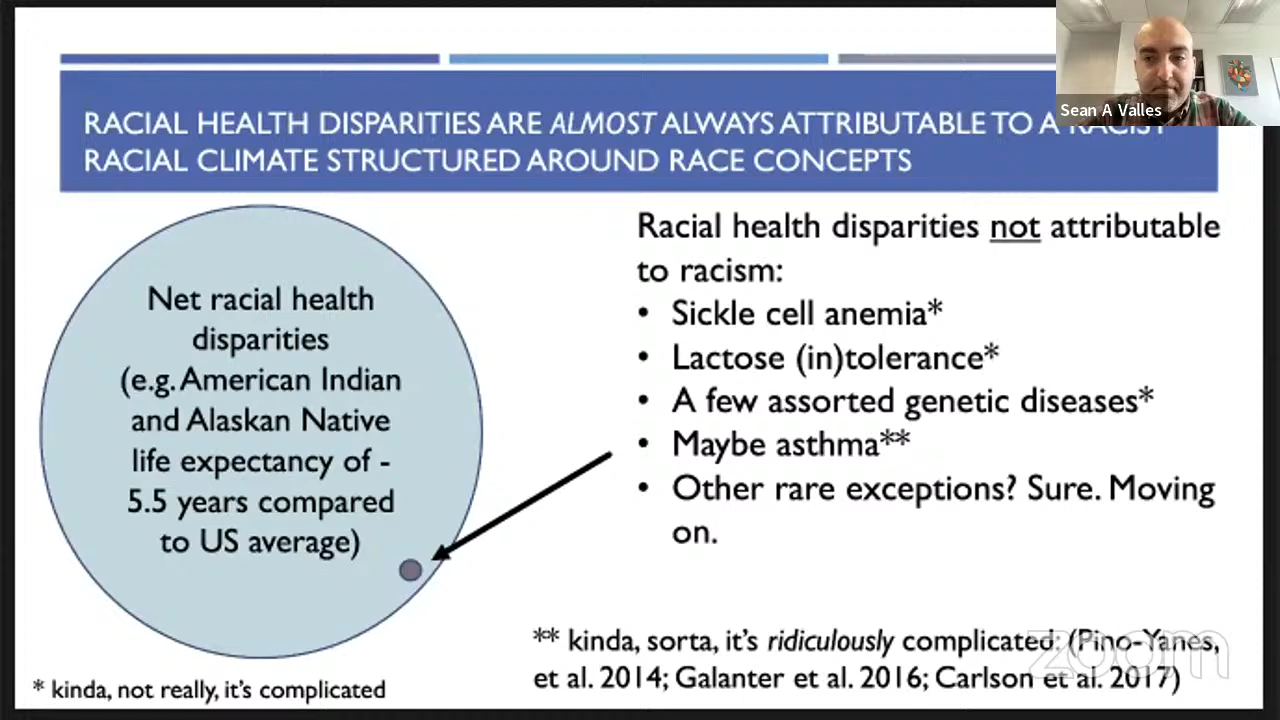 Sean A Valles
RACIAL HEALTH DISPARITIES ARE ALMOST ALWAYS ATTRIBUTABLE TO A RACIST
RACIAL CLIMATE STRUCTURED AROUND RACE CONCEPTS
Net racial health
disparities
(e.g. American Indian
and Alaskan Native
life expectancy of -
5.5 years compared
to US average)
Racial health disparities not attributable
to racism:
• Sickle cell anemia*
• Lactose (in)tolerance*
• A few assorted genetic diseases*
• Maybe asthma**
• Other rare exceptions? Sure. Moving
on.
** kinda, sorta, it's ridiculously complicated: (Pino-Yanes,
et al. 2014; Galanter et al. 2016; Carlson et al. 2017)
* kinda, not really, it's complicated
zoom